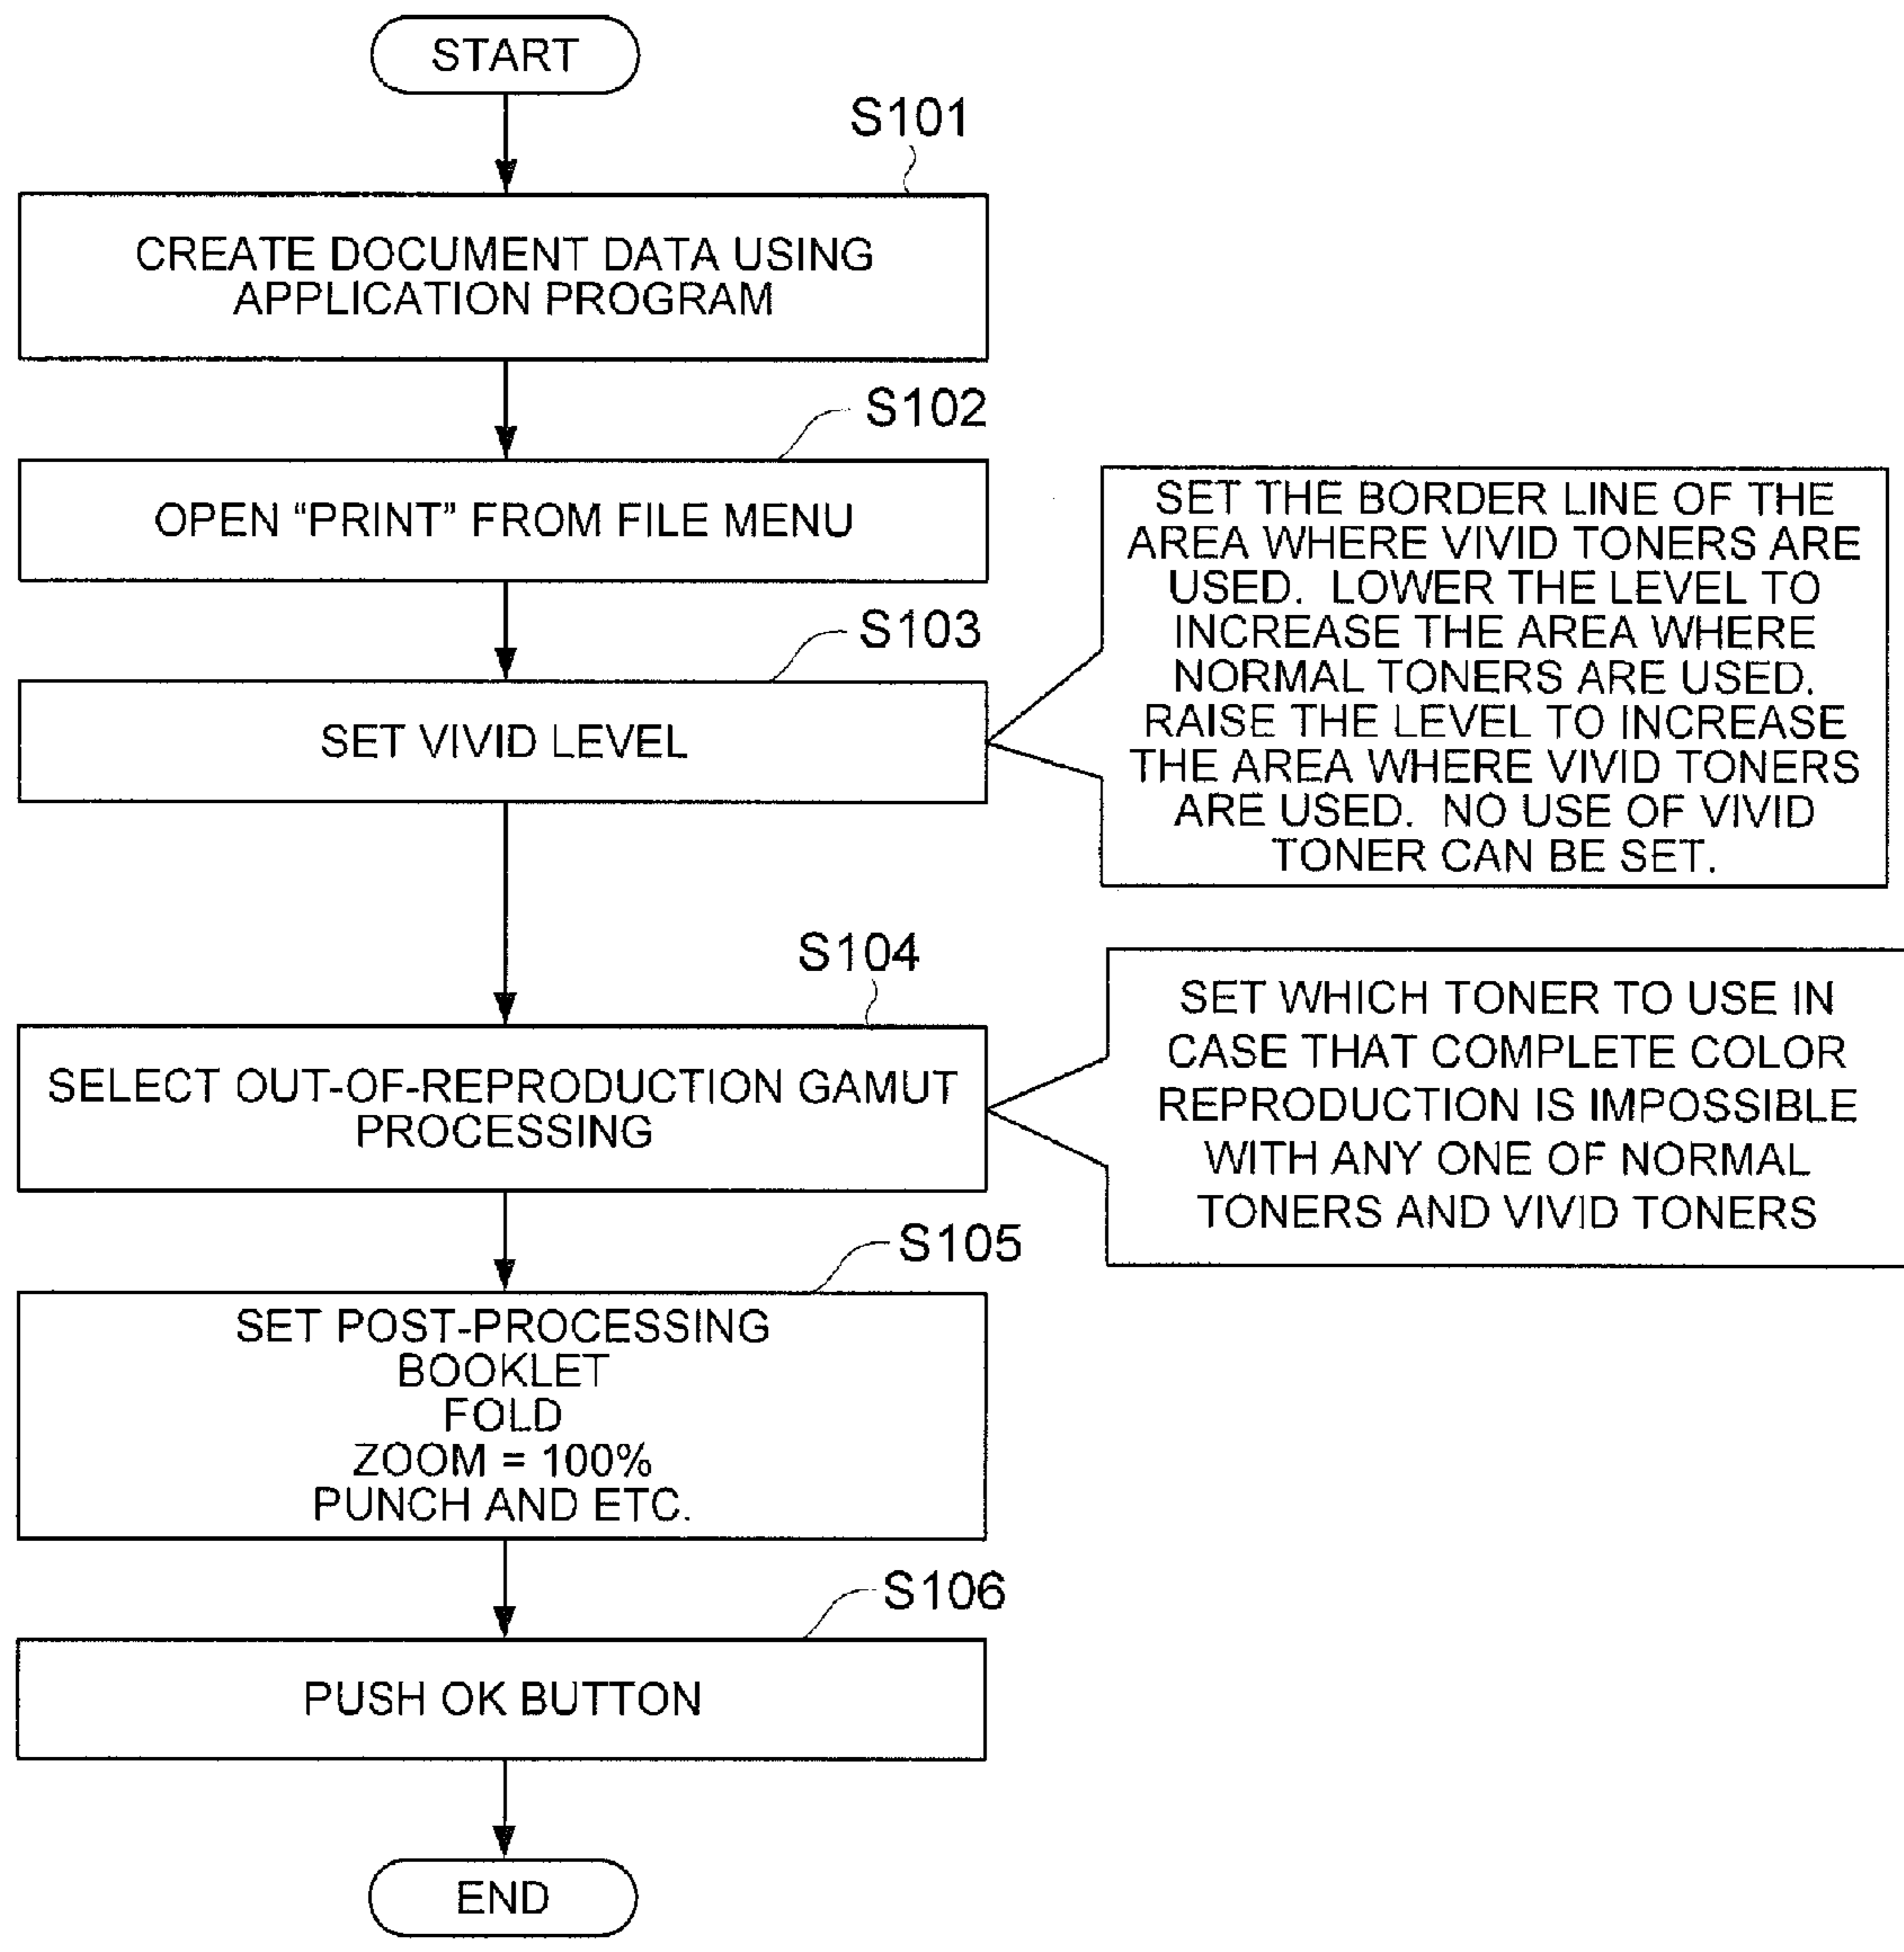 START
S101
CREATE DOCUMENT DATA USING
APPLICATION PROGRAM
S102
OPEN “PRINT” FROM FILE MENU
S103
SET VIVID LEVEL
SET THE BORDER LINE OF THE
AREA WHERE VIVID TONERS ARE
USED. LOWER THE LEVEL TO
INCREASE THE AREA WHERE
NORMAL TONERS ARE USED.
RAISE THE LEVEL TO INCREASE
THE AREA WHERE VIVID TONERS
ARE USED. NO USE OF VIVID
TONER CAN BE SET.
S104
SELECT OUT-OF-REPRODUCTION GAMUT
PROCESSING
SET WHICH TONER TO USE IN
CASE THAT COMPLETE COLOR
REPRODUCTION IS IMPOSSIBLE
WITH ANY ONE OF NORMAL
TONERS AND VIVID TONERS
S105
SET POST-PROCESSING
BOOKLET
FOLD
ZOOM = 100%
PUNCH AND ETC.
S106
PUSH OK BUTTON
END